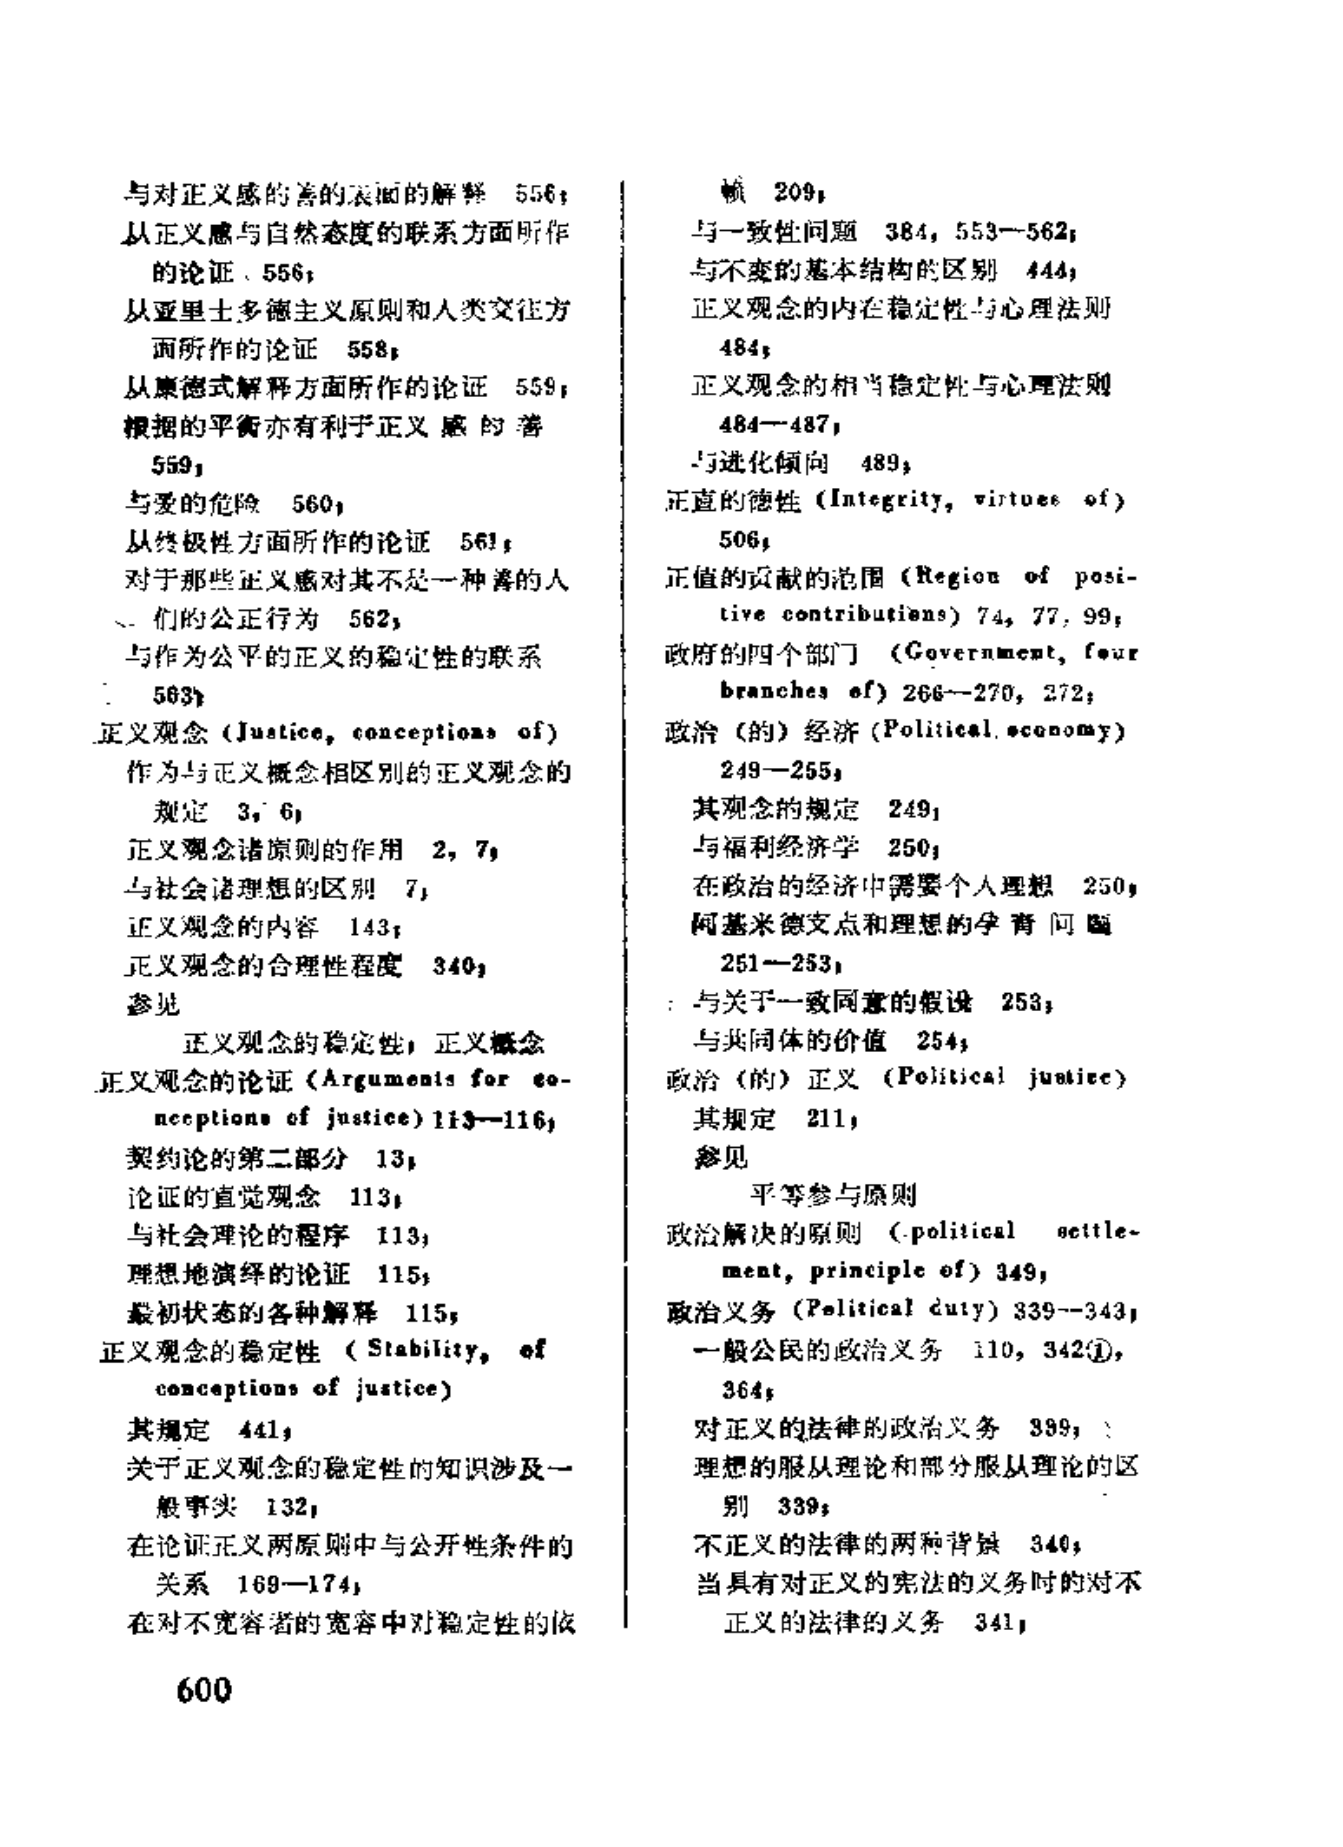 与对正义感的善的表面的解释 556;
从正义感与自然态度的联系方面所作
的论证、556;
从亚里士多德主义原则和人类交往方
面所作的论证 558;
从康德式解释方面所作的论证 559;
根据的平衡亦有利于正义感的善
559;
与爱的危险 560;
从终极性方面所作的论证 561;
对于那些正义感对其不是一种善的人
们的公正行为 562;
与作为公平的正义的稳定性的联系
563;
正义观念(Justice, conceptions of)
作为与正义概念相区别的正义观念的
规定 3, 6;
正义观念诸原则的作用 2, 7;
与社会诸理想的区别 7;
正义观念的内容 143;
正义观念的合理性程度 340;
参见
正义观念的稳定性; 正义概念
正义观念的论证(Arguments for co-
nceptions of justice) 113—116;
契约论的第二部分 13;
论证的直觉观念 113;
与社会理论的程序 113;
理想地演绎的论证 115;
最初状态的各种解释 115;
正义观念的稳定性 (Stability, of
conceptions of justice)
其规定 441;
关于正义观念的稳定性的知识涉及一
般事实 132;
在论证正义两原则中与公开性条件的
关系 169—174;
在对不宽容者的宽容中对稳定性的依
600
赖 209;
与一致性问题 384, 553—562;
与不变的基本结构的区别 444;
正义观念的内在稳定性与心理法则
484;
正义观念的相当稳定性与心理法则
484—487;
与进化倾向 489;
正直的德性(Integrity, virtues of)
506;
正值的贡献的范围(Region of posi-
tive contributions) 74, 77, 99;
政府的四个部门 (Government, four
branches of) 266—270, 272;
政治(的)经济(Political economy)
249—255;
其观念的规定 249;
与福利经济学 250;
在政治的经济中需要个人理想 250;
阿基米德支点和理想的孕育问题
251—253;
与关于一致同意的假设 253;
与共同体的价值 254;
政治(的)正义 (Political justice)
其规定 211;
参见
平等参与原则
政治解决的原则 (political settle-
ment, principle of) 349;
政治义务(Political duty) 339--343;
一般公民的政治义务 110, 342①,
364;
对正义的法律的政治义务 399;
理想的服从理论和部分服从理论的区
别 339;
不正义的法律的两种背景 340;
当具有对正义的宪法的义务时的对不
正义的法律的义务 341;